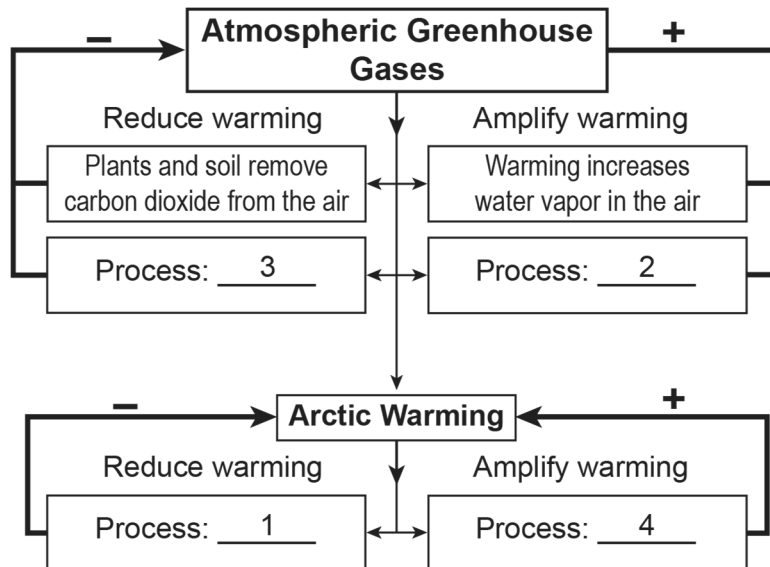 −
Atmospheric Greenhouse
Gases
+
Reduce warming
Amplify warming
Plants and soil remove
carbon dioxide from the air
Warming increases
water vapor in the air
Process: 3
Process: 2
−
Arctic Warming
+
Reduce warming
Amplify warming
Process: 1
Process: 4